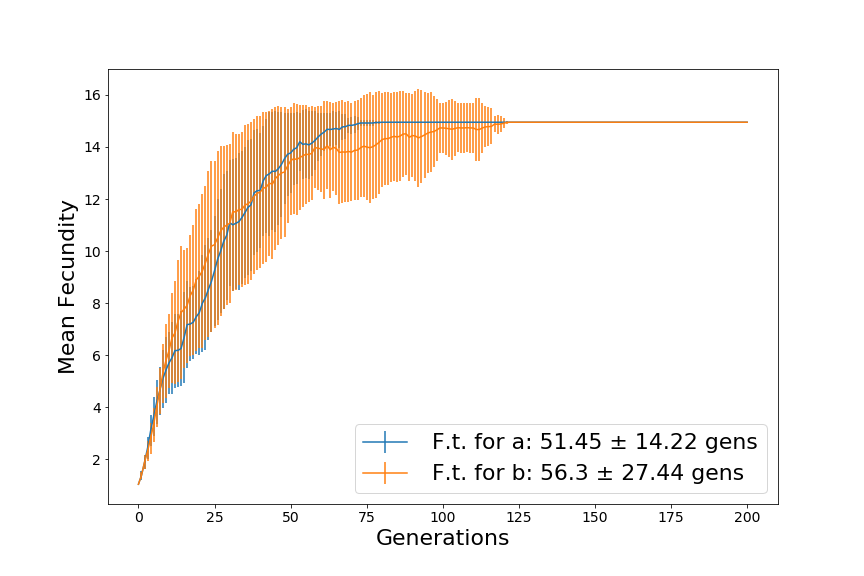 Mean Fecundity
16
14
12
10
8
6
4
2
F.t. for a: 51.45 ± 14.22 gens
F.t. for b: 56.3 ± 27.44 gens
0 25 50 75 100 125 150 175 200
Generations